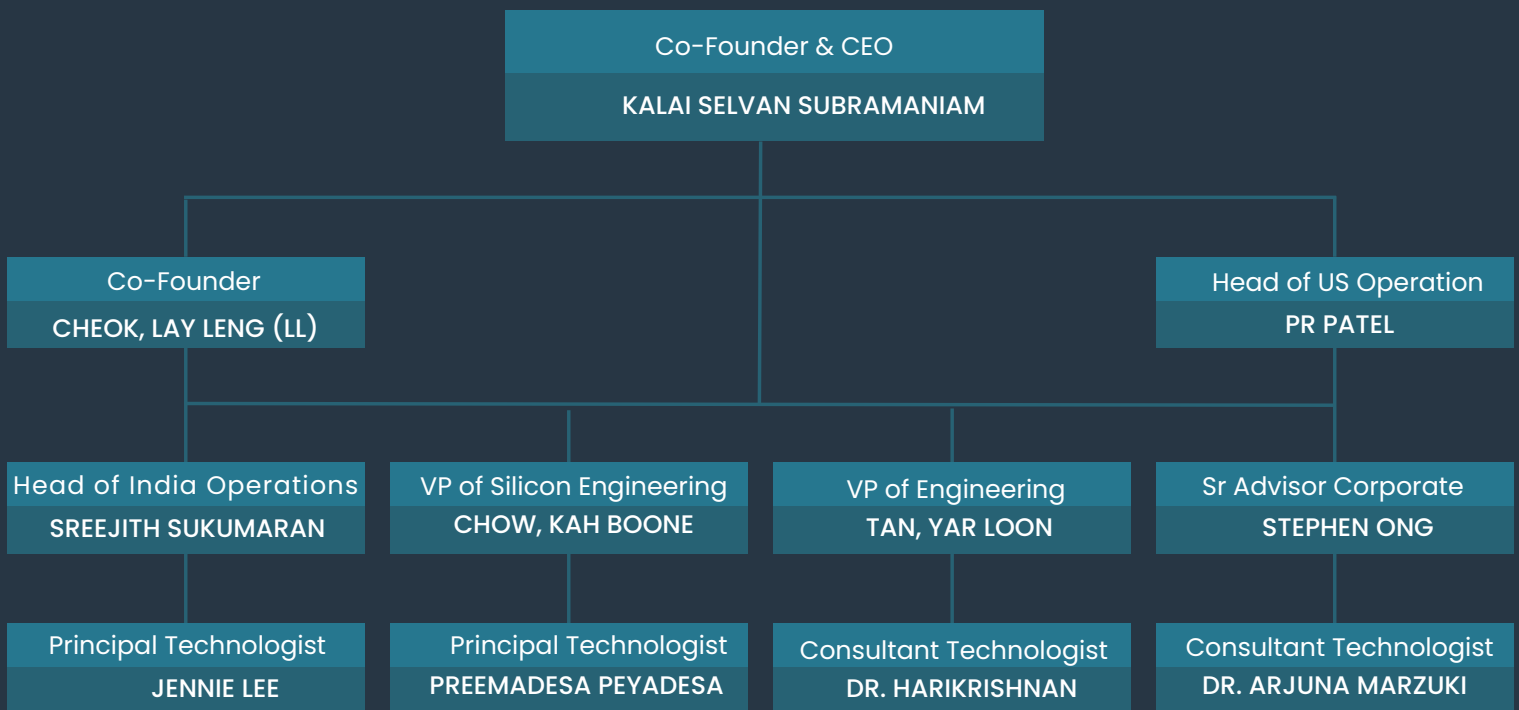 Co-Founder & CEO
KALAI SELVAN SUBRAMANIAM
Co-Founder
CHEOK, LAY LENG (LL)
Head of US Operation
PR PATEL
Head of India Operations
SREEJITH SUKUMARAN
VP of Silicon Engineering
CHOW, KAH BOONE
VP of Engineering
TAN, YAR LOON
Sr Advisor Corporate
STEPHEN ONG
Principal Technologist
JENNIE LEE
Principal Technologist
PREEMADESA PEYADESA
Consultant Technologist
DR. HARIKRISHNAN
Consultant Technologist
DR. ARJUNA MARZUKI